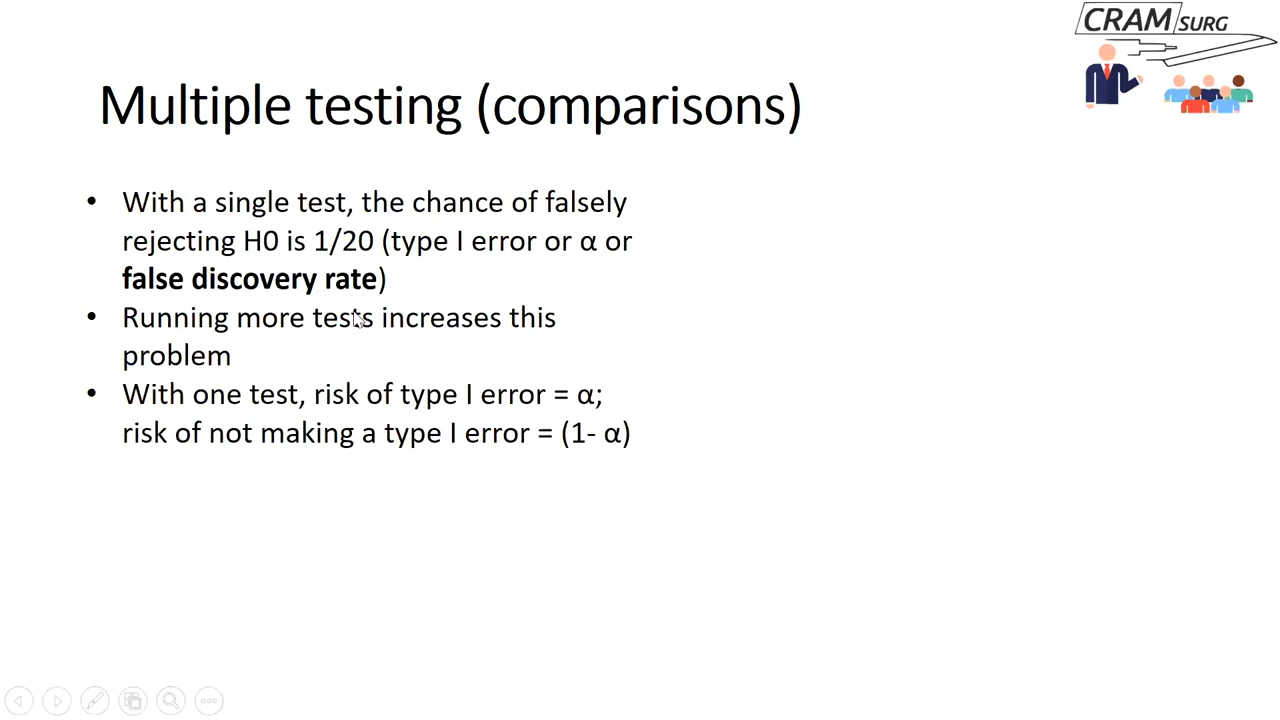 CRAM SURG
Multiple testing (comparisons)
• With a single test, the chance of falsely
rejecting H0 is 1/20 (type I error or α or
false discovery rate)
• Running more tests increases this
problem
• With one test, risk of type I error = α;
risk of not making a type I error = (1- α)